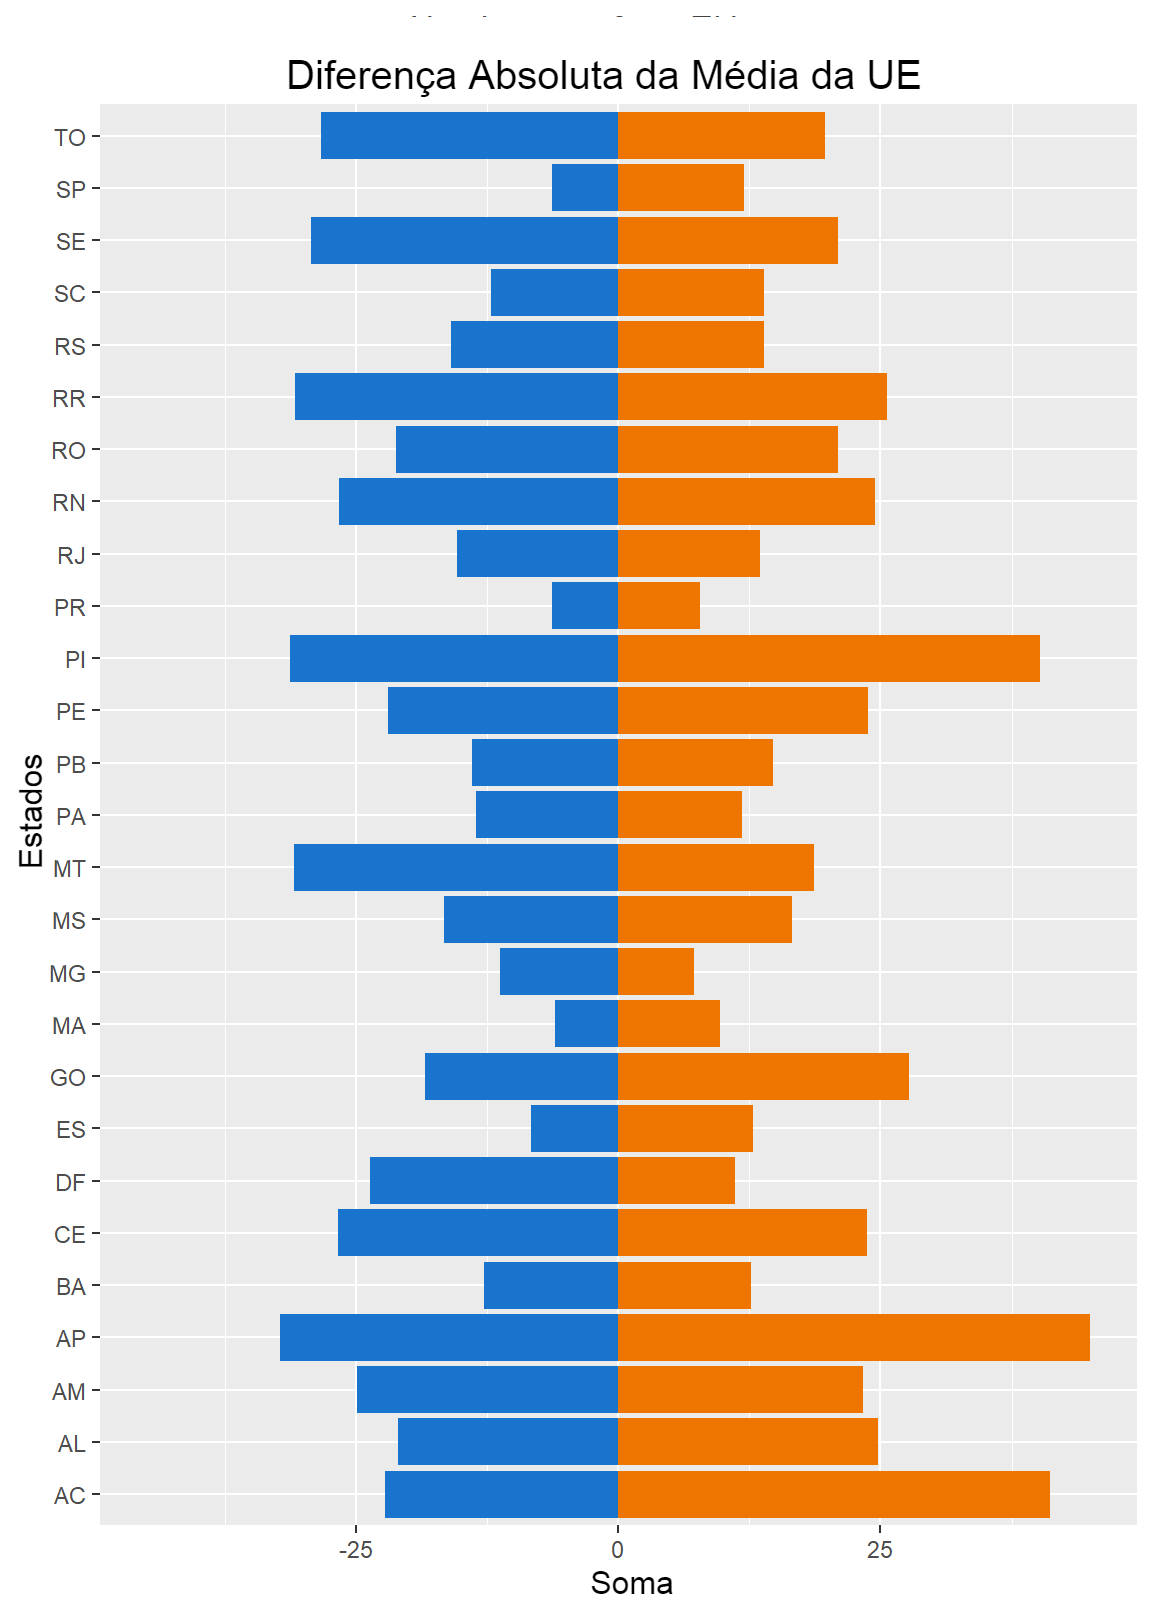 Diferença Absoluta da Média da UE
TO
SP
SE
SC
RS
RR
RO
RN
RJ
PR
PI
PE
PB
PA
MT
MS
MG
MA
GO
ES
DF
CE
BA
AP
AM
AL
AC
Estados
-25 0 25
Soma